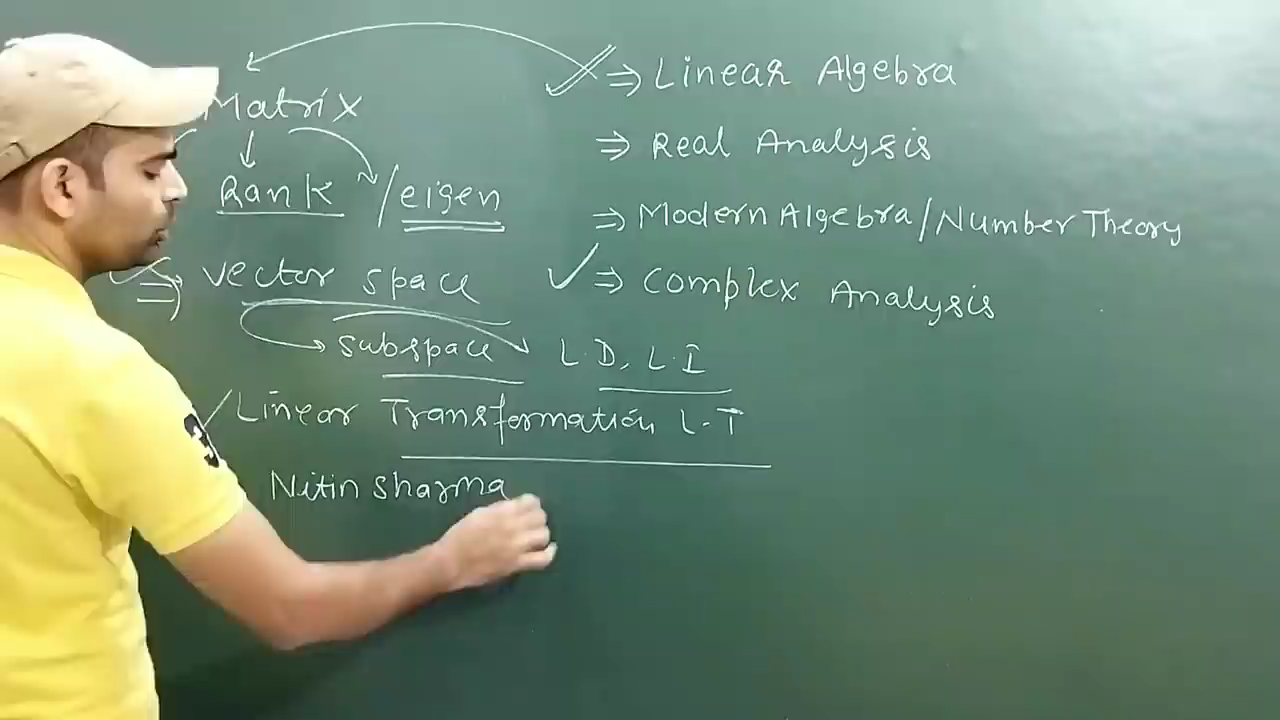 Matrix
Rank / eigen
⇒ vector space
subspace L.D, L.I
Linear Transformation L.T
Nitin Sharma
⇒ Linear Algebra
⇒ Real Analysis
⇒ Modern Algebra/Number Theory
⇒ Complex Analysis